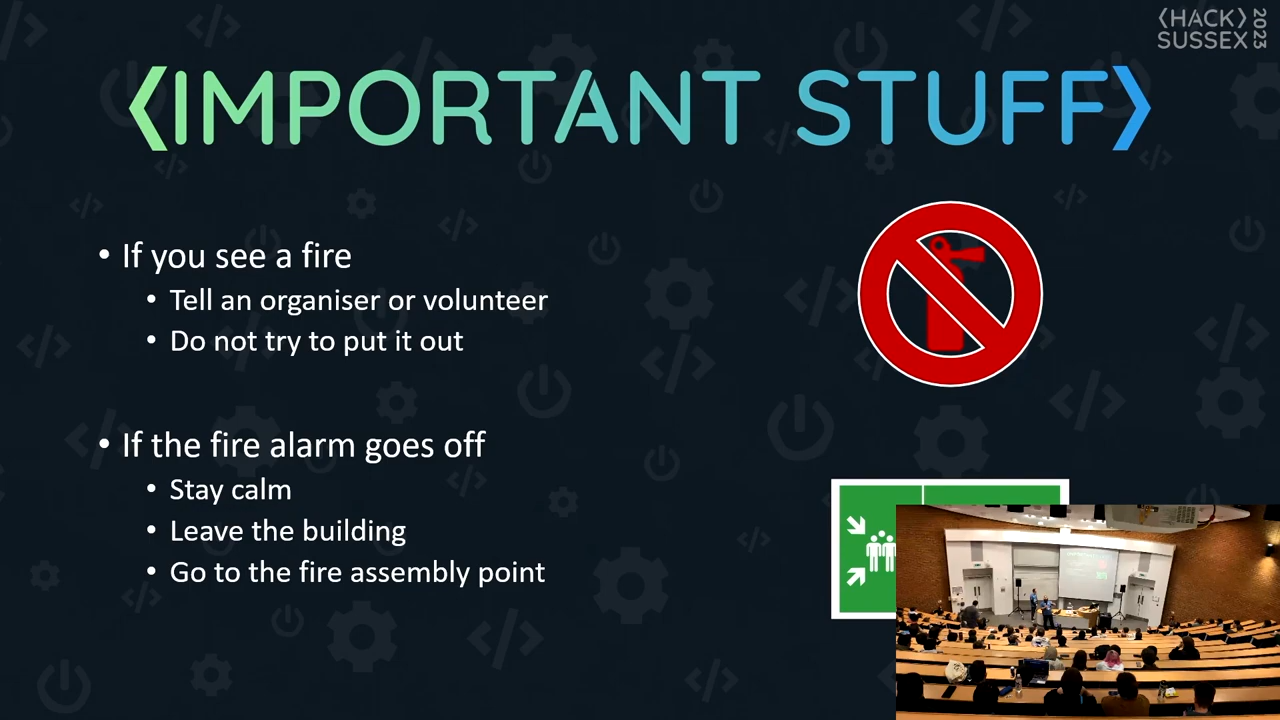 ⟨HACK⟩
SUSSEX
2023
⟨IMPORTANT STUFF⟩
• If you see a fire
• Tell an organiser or volunteer
• Do not try to put it out
• If the fire alarm goes off
• Stay calm
• Leave the building
• Go to the fire assembly point